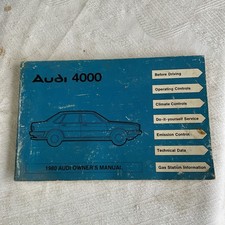 Audi 4000
Before Driving
Operating Controls
Climate Controls
Do-it-yourself Service
Emission Control
Technical Data
Gas Station Information
AUDI OWNER'S MANUAL